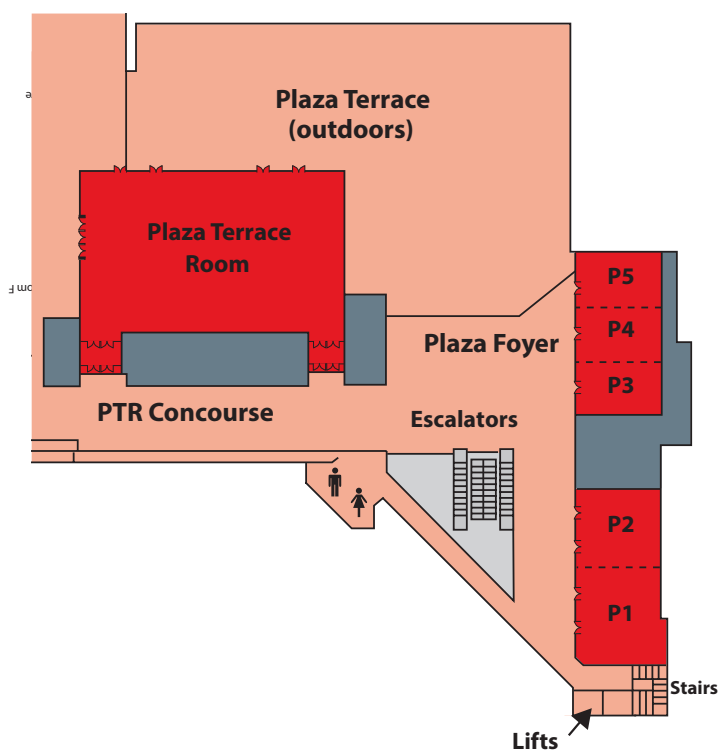 Plaza Terrace
(outdoors)
Plaza Terrace
Room
P5
P4
Plaza Foyer
P3
PTR Concourse
Escalators
P2
P1
Stairs
Lifts